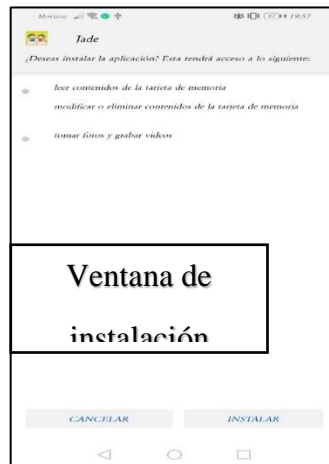 Movistar 19:57
Jade
¿Deseas instalar la aplicación? Esta tendrá acceso a lo siguiente:
leer contenidos de la tarjeta de memoria
modificar o eliminar contenidos de la tarjeta de memoria
tomar fotos y grabar vídeos
Ventana de
instalación
CANCELAR INSTALAR